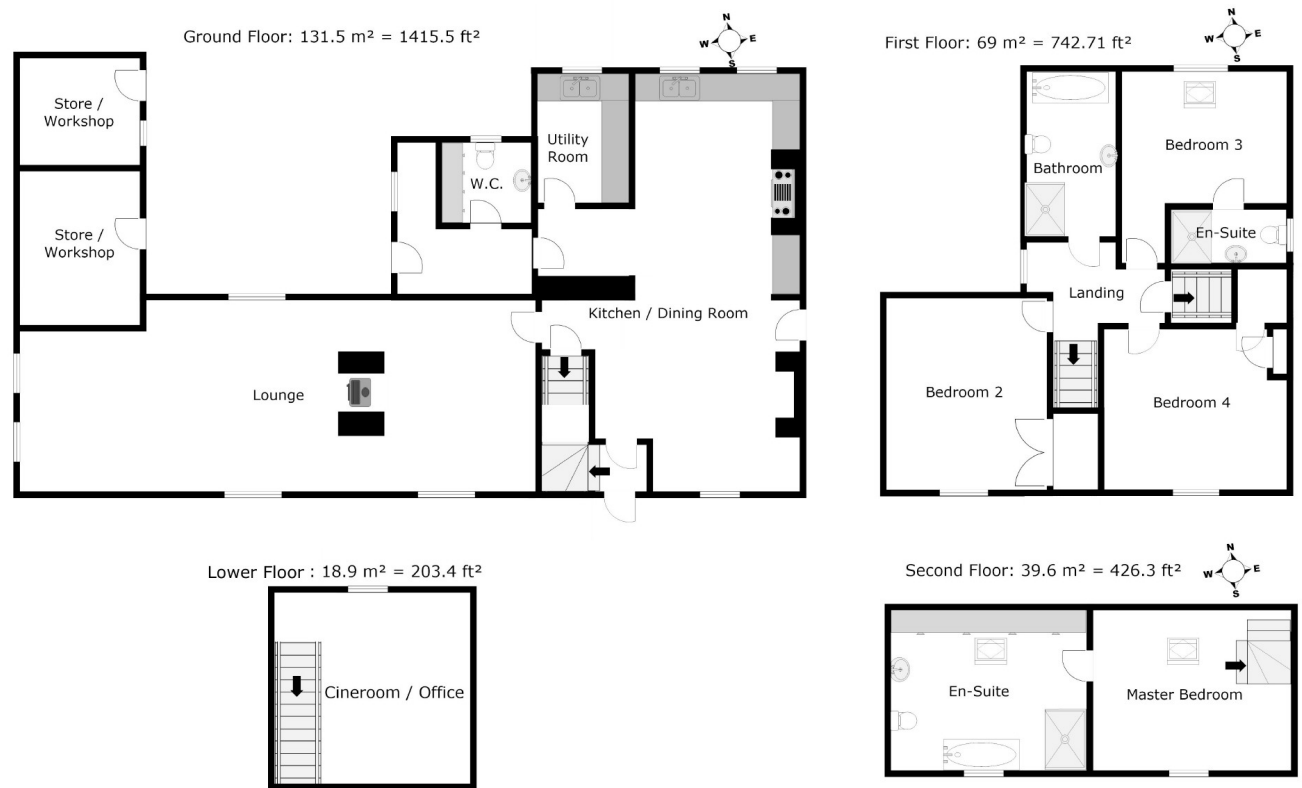 Ground Floor: 131.5 m² = 1415.5 ft²
N
W E
S
Store /
Workshop
Store /
Workshop
W.C.
Utility
Room
Kitchen / Dining Room
Lounge
First Floor: 69 m² = 742.71 ft²
N
W E
S
Bathroom
Bedroom 3
En-Suite
Landing
Bedroom 2
Bedroom 4
Lower Floor : 18.9 m² = 203.4 ft²
Cineroom / Office
Second Floor: 39.6 m² = 426.3 ft²
N
W E
S
En-Suite
Master Bedroom